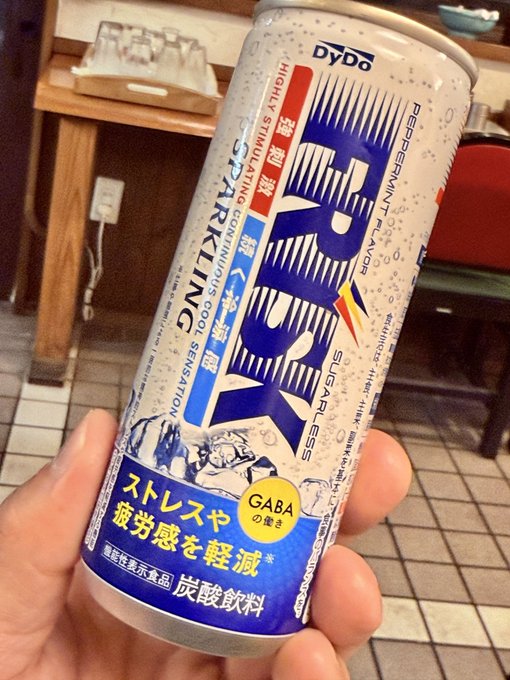 DyDo
PEPPERMINT FLAVOR
FRISK
SUGARLESS
強刺激
HIGHLY STIMULATING
続く冷涼感
CONTINUOUS COOL SENSATION
SPARKLING
GABA
の働き
ストレスや
疲労感を軽減※
機能性表示食品
炭酸飲料